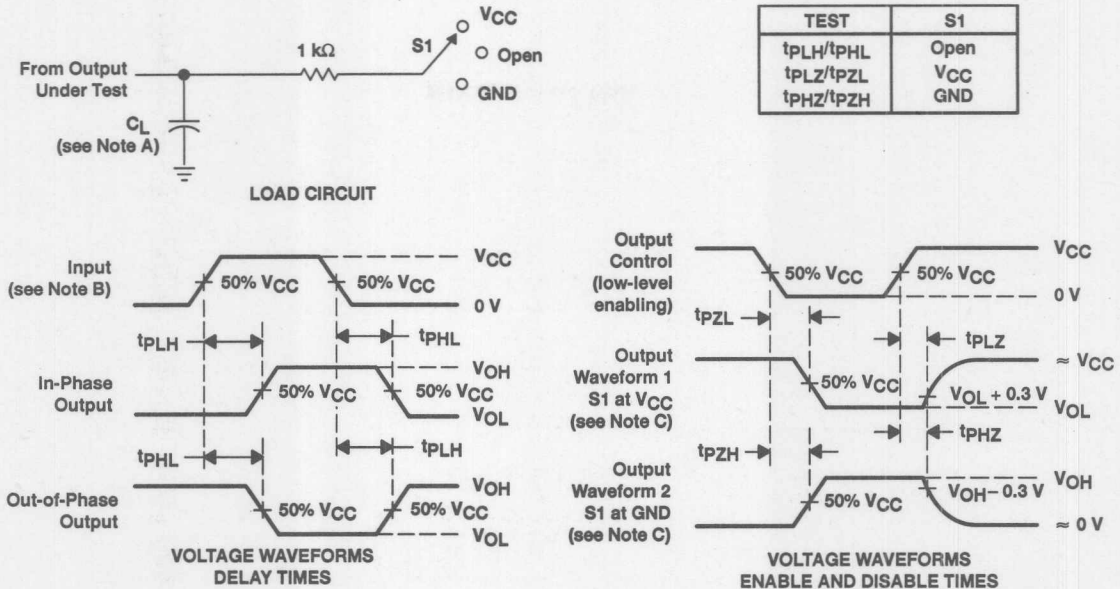 From Output
Under Test
CL
(see Note A)
1 kΩ
S1
VCC
Open
GND
LOAD CIRCUIT
TEST S1
tPLH/tPHL Open
tPLZ/tPZL VCC
tPHZ/tPZH GND
Input
(see Note B)
50% VCC
50% VCC
VCC
0 V
tPLH
tPHL
In-Phase
Output
50% VCC
50% VCC
VOH
VOL
tPHL
tPLH
Out-of-Phase
Output
50% VCC
50% VCC
VOH
VOL
VOLTAGE WAVEFORMS
DELAY TIMES
Output
Control
(low-level
enabling)
50% VCC
50% VCC
VCC
0 V
tPZL
tPLZ
Output
Waveform 1
S1 at VCC
(see Note C)
50% VCC
VOL + 0.3 V
≈ VCC
VOL
tPZH
tPHZ
Output
Waveform 2
S1 at GND
(see Note C)
50% VCC
VOH – 0.3 V
VOH
≈ 0 V
VOLTAGE WAVEFORMS
ENABLE AND DISABLE TIMES